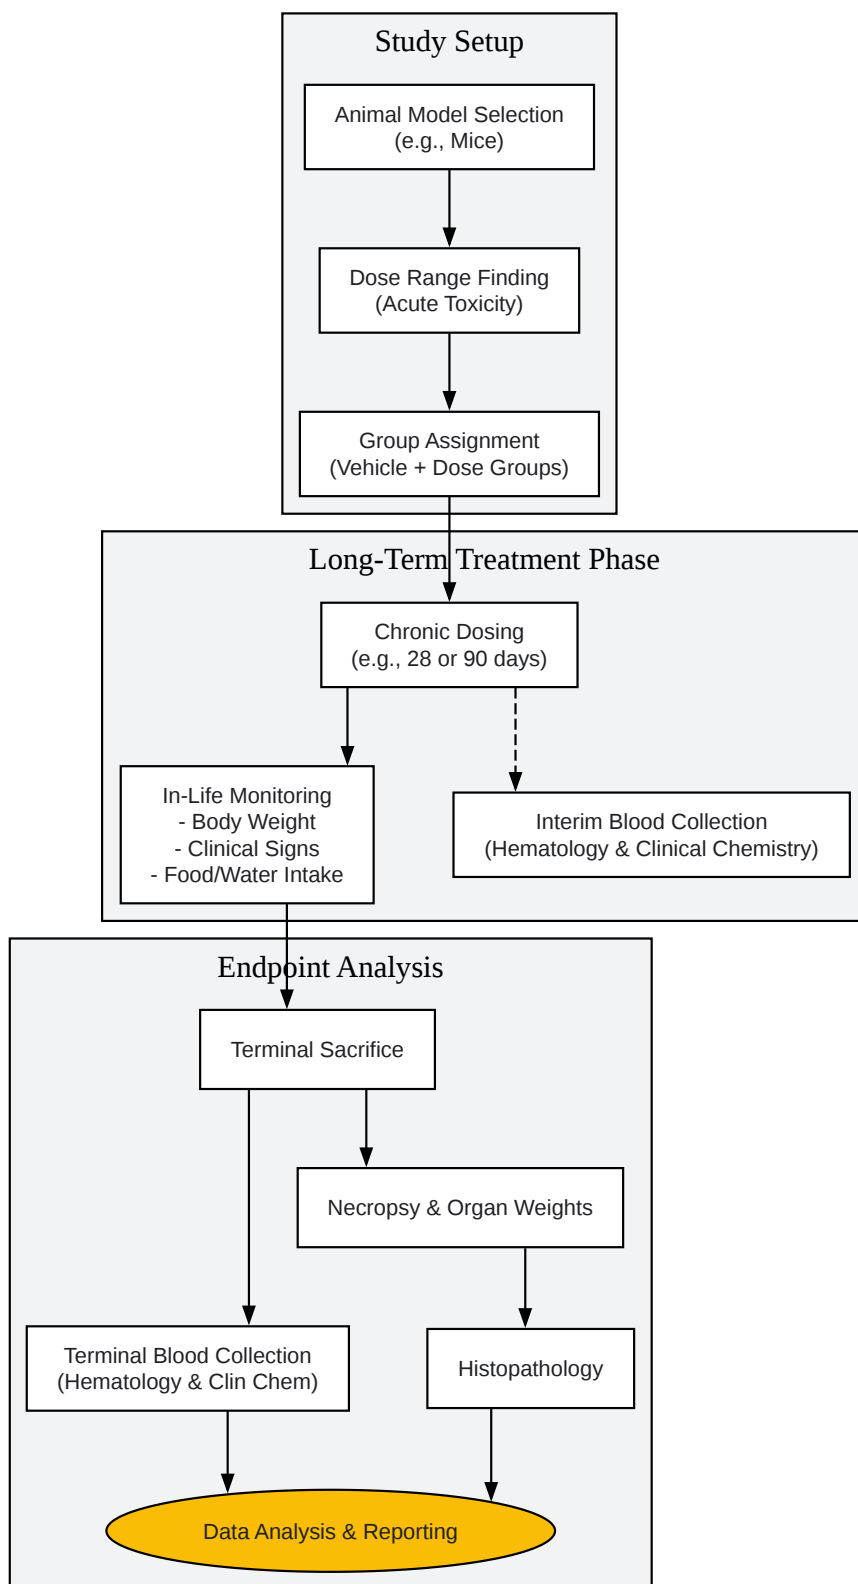 Study Setup
Animal Model Selection
(e.g., Mice)
Dose Range Finding
(Acute Toxicity)
Group Assignment
(Vehicle + Dose Groups)
Long-Term Treatment Phase
Chronic Dosing
(e.g., 28 or 90 days)
In-Life Monitoring
- Body Weight
- Clinical Signs
- Food/Water Intake
Interim Blood Collection
(Hematology & Clinical Chemistry)
Endpoint Analysis
Terminal Sacrifice
Necropsy & Organ Weights
Terminal Blood Collection
(Hematology & Clin Chem)
Histopathology
Data Analysis & Reporting